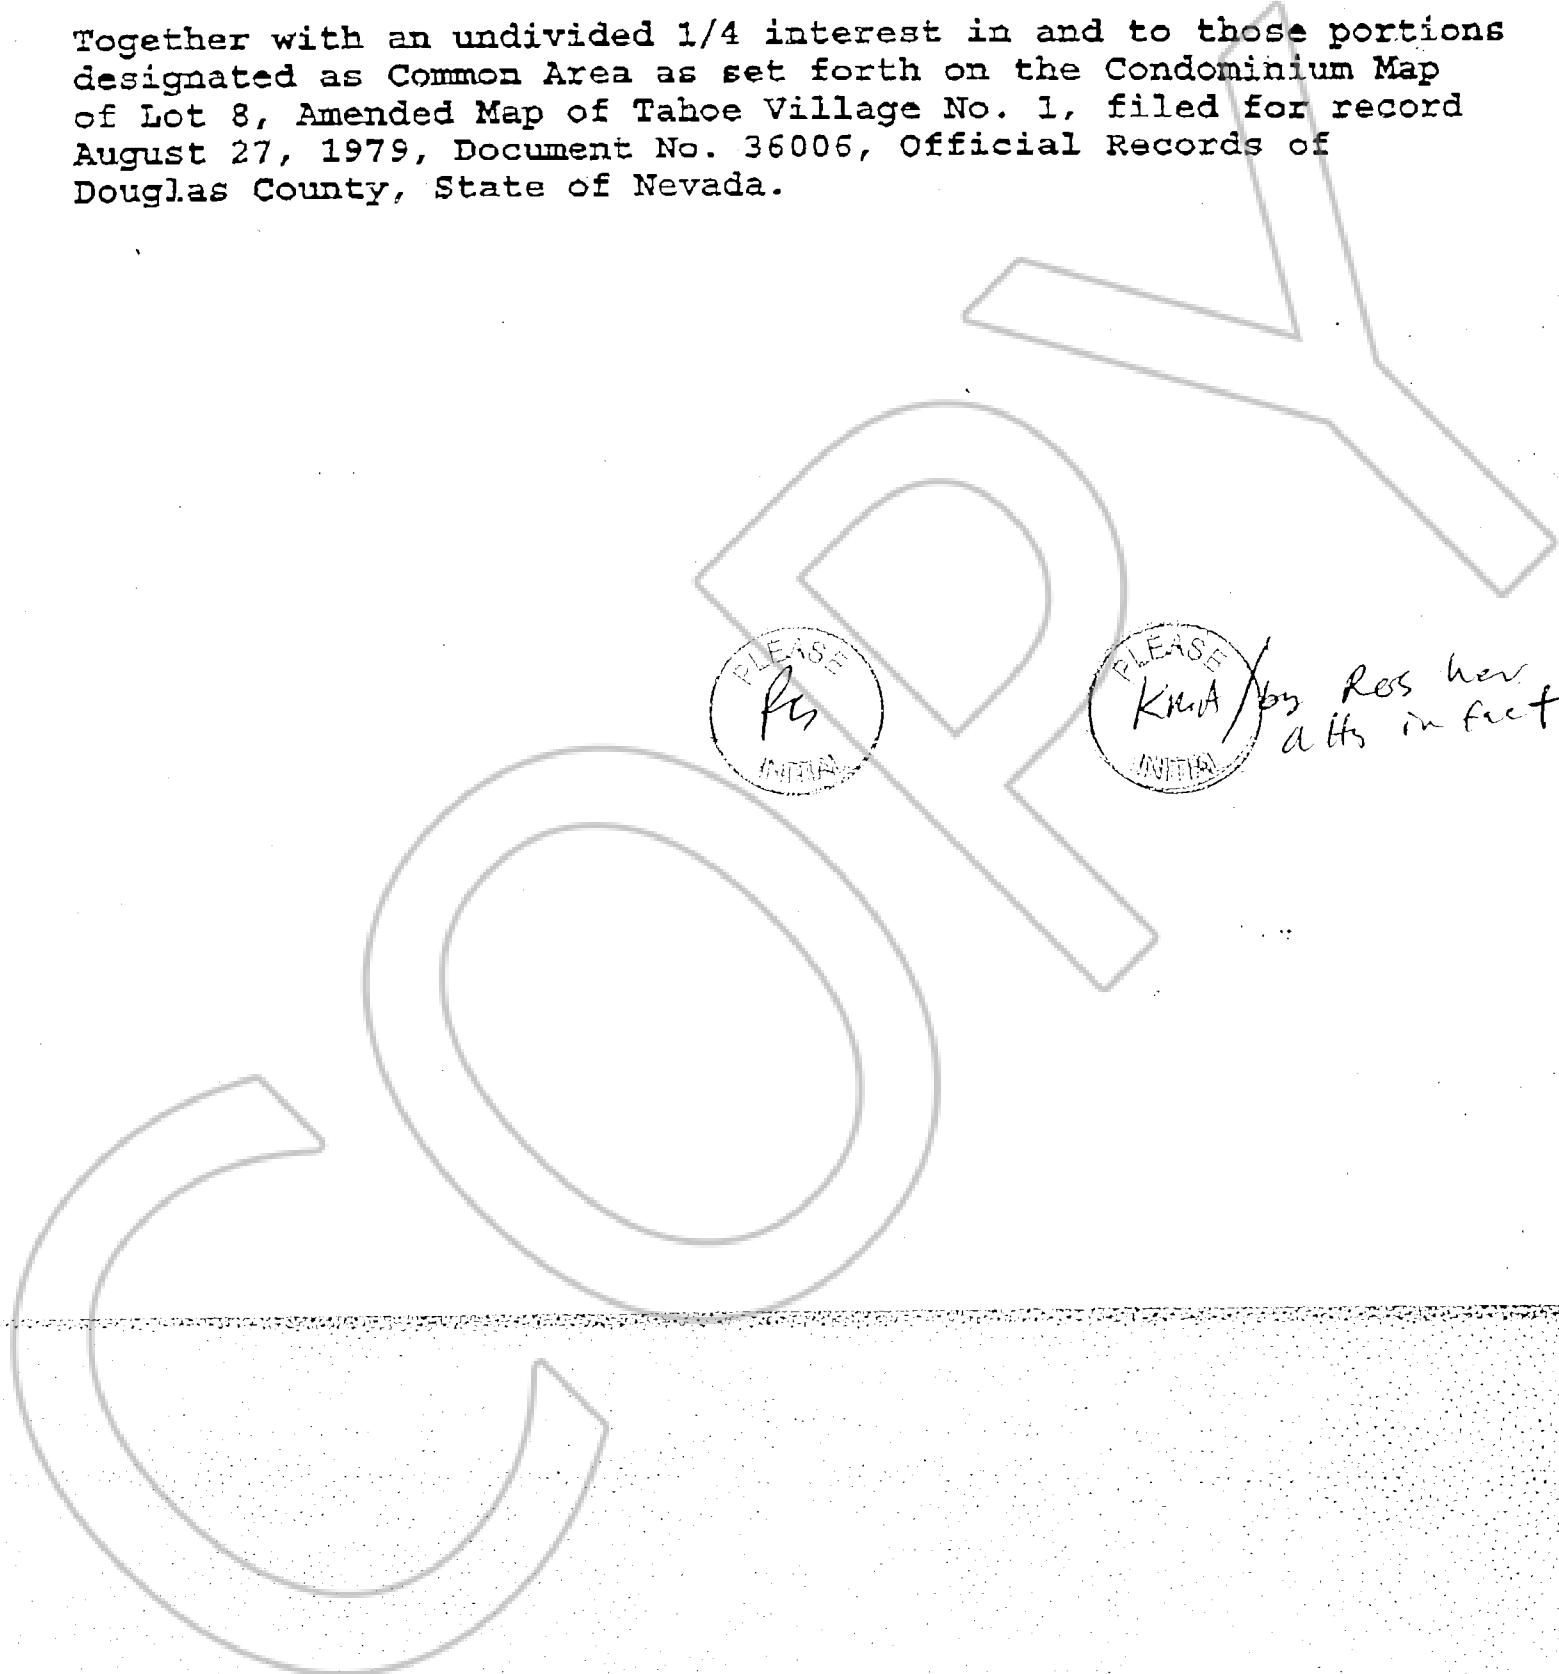 Together with an undivided 1/4 interest in and to those portions
designated as Common Area as set forth on the Condominium Map
of Lot 8, Amended Map of Tahoe Village No. 1, filed for record
August 27, 1979, Document No. 36006, Official Records of
Douglas County, State of Nevada.
PLEASE
INITIAL
PLEASE
INITIAL
by her
in fact
COPY